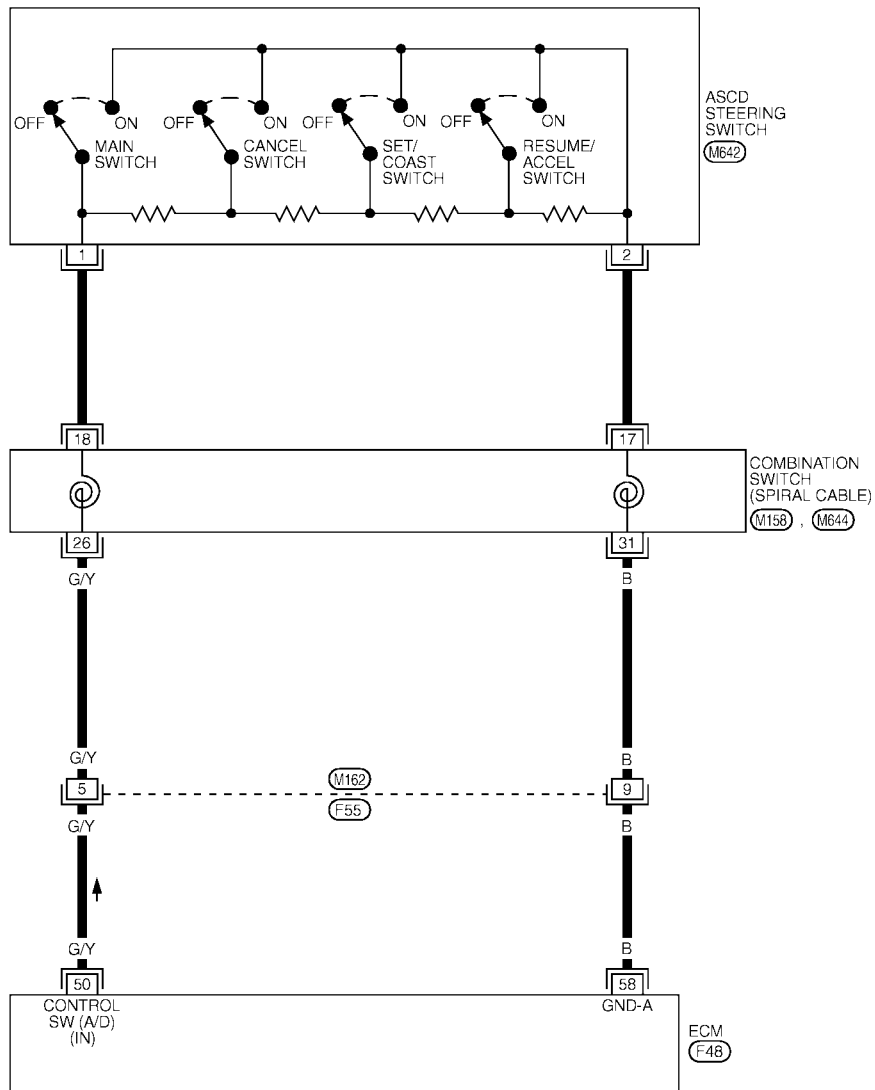 ASCD
STEERING
SWITCH
M642
OFF
ON
OFF
ON
OFF
ON
OFF
ON
MAIN
SWITCH
CANCEL
SWITCH
SET/
COAST
SWITCH
RESUME/
ACCEL
SWITCH
1
2
18
17
COMBINATION
SWITCH
(SPIRAL CABLE)
M158 , M644
26
31
G/Y
B
G/Y
B
5
M162
9
F55
G/Y
B
G/Y
B
50
58
CONTROL
SW (A/D)
(IN)
GND-A
ECM
F48